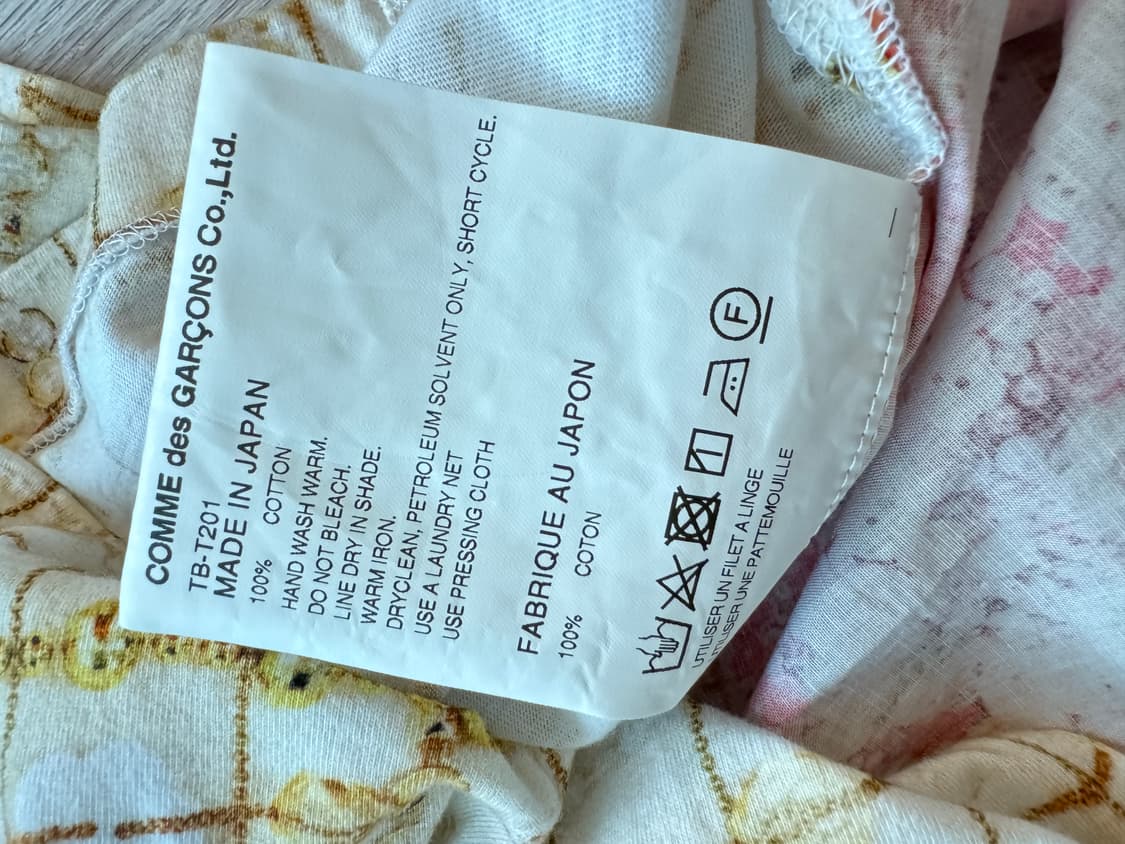 COMME des GARÇONS Co.,Ltd.
TB-T201
MADE IN JAPAN
100% COTTON
HAND WASH WARM.
DO NOT BLEACH.
LINE DRY IN SHADE.
WARM IRON.
DRYCLEAN, PETROLEUM SOLVENT ONLY, SHORT CYCLE.
USE A LAUNDRY NET
USE PRESSING CLOTH
FABRIQUE AU JAPON
100% COTON
F
UTILISER UN FILET A LINGE
UTILISER UNE PATTEMOUILLE